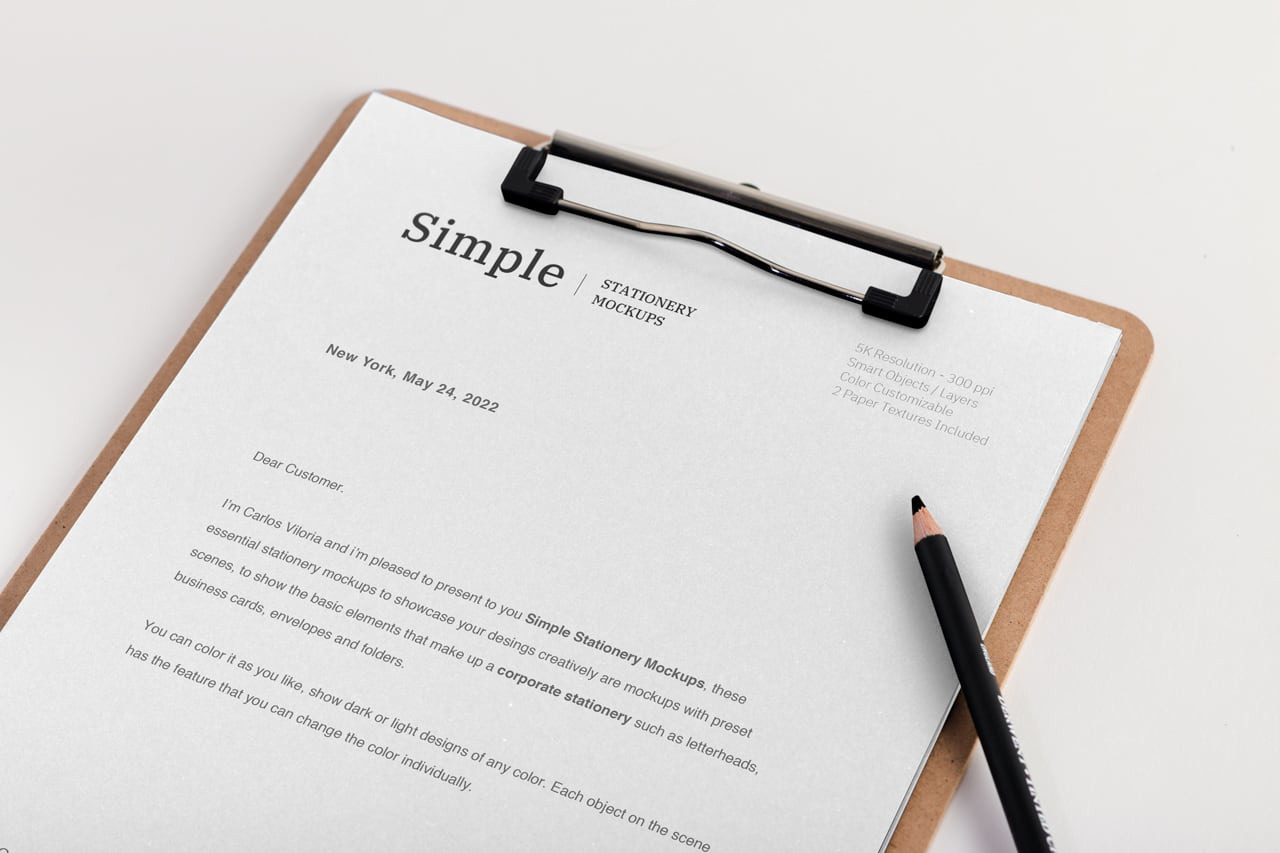 Simple
STATIONERY
MOCKUPS
5K Resolution - 300 ppi
Smart Objects / Layers
Color Customizable
2 Paper Textures Included
New York, May 24, 2022
Dear Customer.
I'm Carlos Viloria and i'm pleased to present to you Simple Stationery Mockups, these
essential stationery mockups to showcase your desings creatively are mockups with preset
scenes, to show the basic elements that make up a corporate stationery such as letterheads,
business cards, envelopes and folders.
You can color it as you like, show dark or light designs of any color. Each object on the scene
has the feature that you can change the color individually.